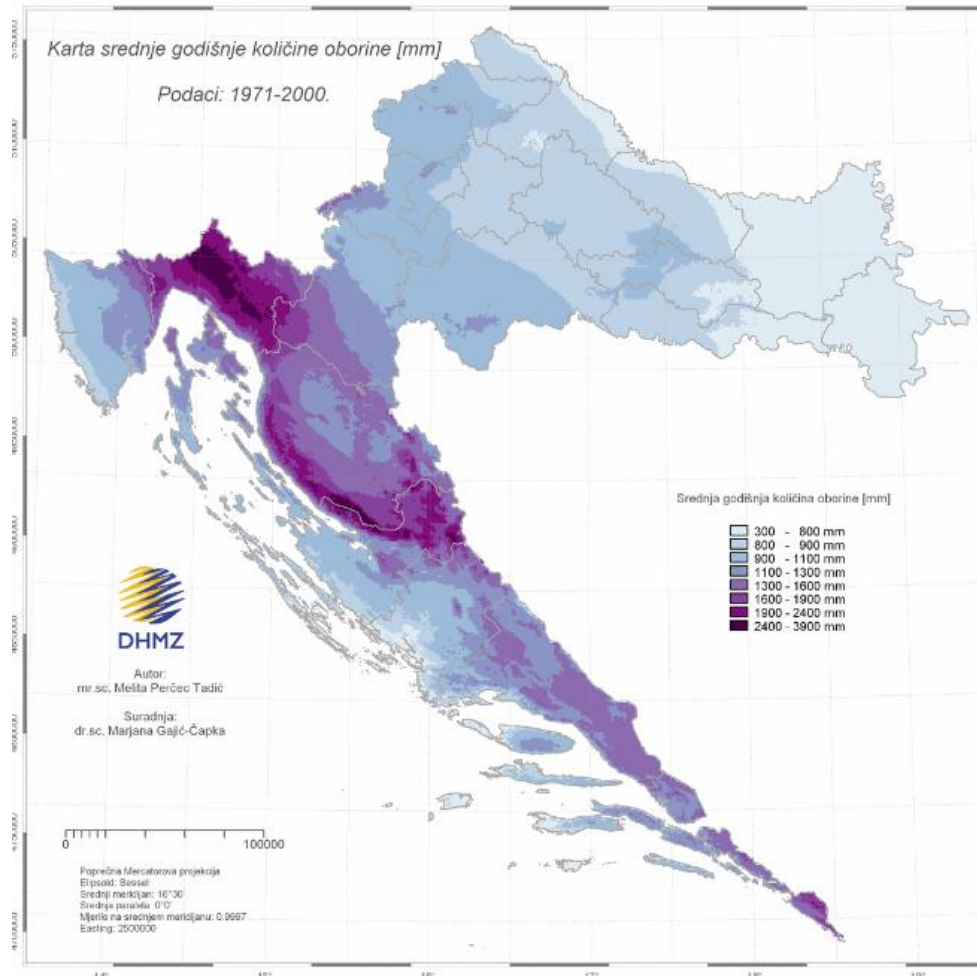 Karta srednje godišnje količine oborine [mm]
Podaci: 1971-2000.
Srednja godišnja količina oborine [mm]
300 - 800 mm
800 - 900 mm
900 - 1100 mm
1100 - 1300 mm
1300 - 1600 mm
1600 - 1900 mm
1900 - 2400 mm
2400 - 3900 mm
DHMZ
Autor:
mr.sc. Melita Perčec Tadić
Suradnja:
dr.sc. Marjana Gajić-Čapka
0 100000
Poprečna Mercatorova projekcija
Elipsoid: Bessel
Srednji meridijan: 16°30'
Srednja paralela: 0°0'
Mjerilo na srednjem meridijanu: 0.9997
Easting: 2500000